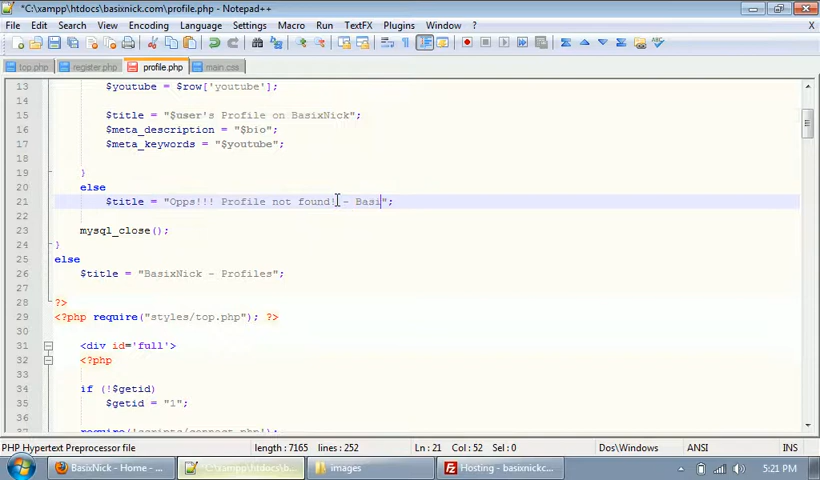 *C:\xampp\htdocs\basixnick.com\profile.php - Notepad++
File Edit Search View Encoding Language Settings Macro Run TextFX Plugins Window ? X
top.php register.php profile.php main.css
13 $youtube = $row['youtube'];
14
15 $title = "$user's Profile on BasixNick";
16 $meta_description = "$bio";
17 $meta_keywords = "$youtube";
18
19 }
20 else
21 $title = "Opps!!! Profile not found! - Basi";
22
23 mysql_close();
24 }
25 else
26 $title = "BasixNick - Profiles";
27
28 ?>
29 <?php require("styles/top.php"); ?>
30
31 <div id='full'>
32 <?php
33
34 if (!$getid)
35 $getid = "1";
36
37 require('scripts/connect.php');
PHP Hypertext Preprocessor file length : 7165 lines : 252 Ln : 21 Col : 52 Sel : 0 Dos\Windows ANSI INS
BasixNick - Home - ... *C:\xampp\htdocs\b... images Hosting - basixnickc... 5:21 PM